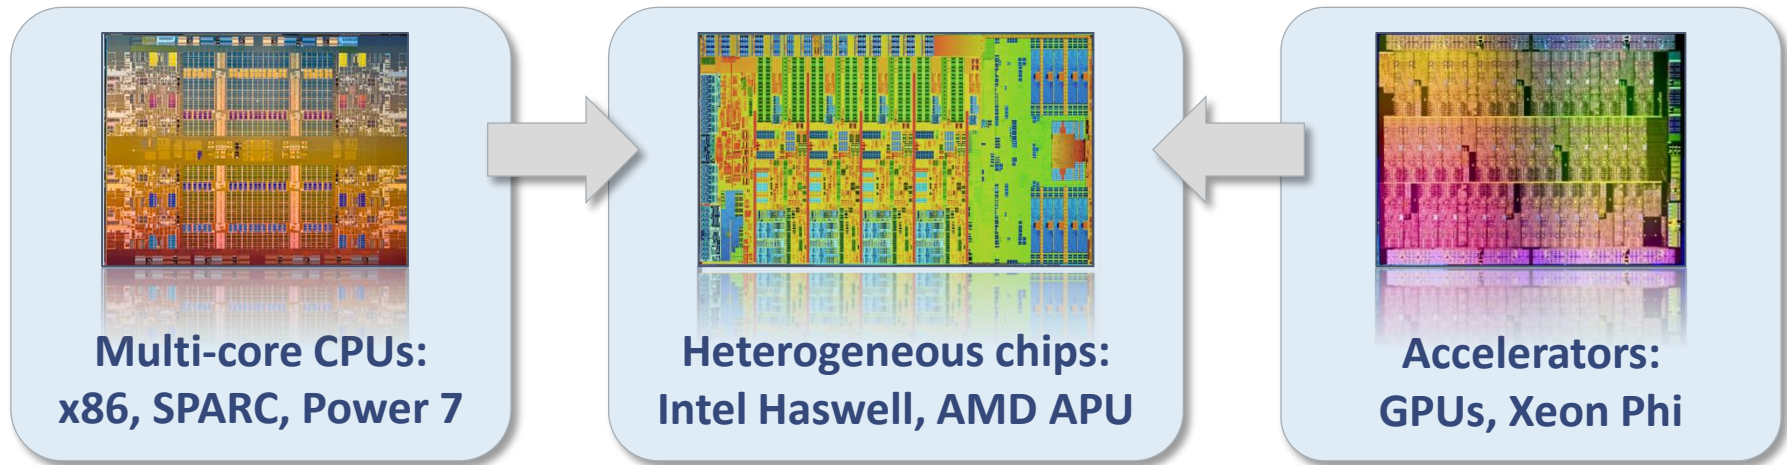 Multi-core CPUs:
x86, SPARC, Power 7
Heterogeneous chips:
Intel Haswell, AMD APU
Accelerators:
GPUs, Xeon Phi